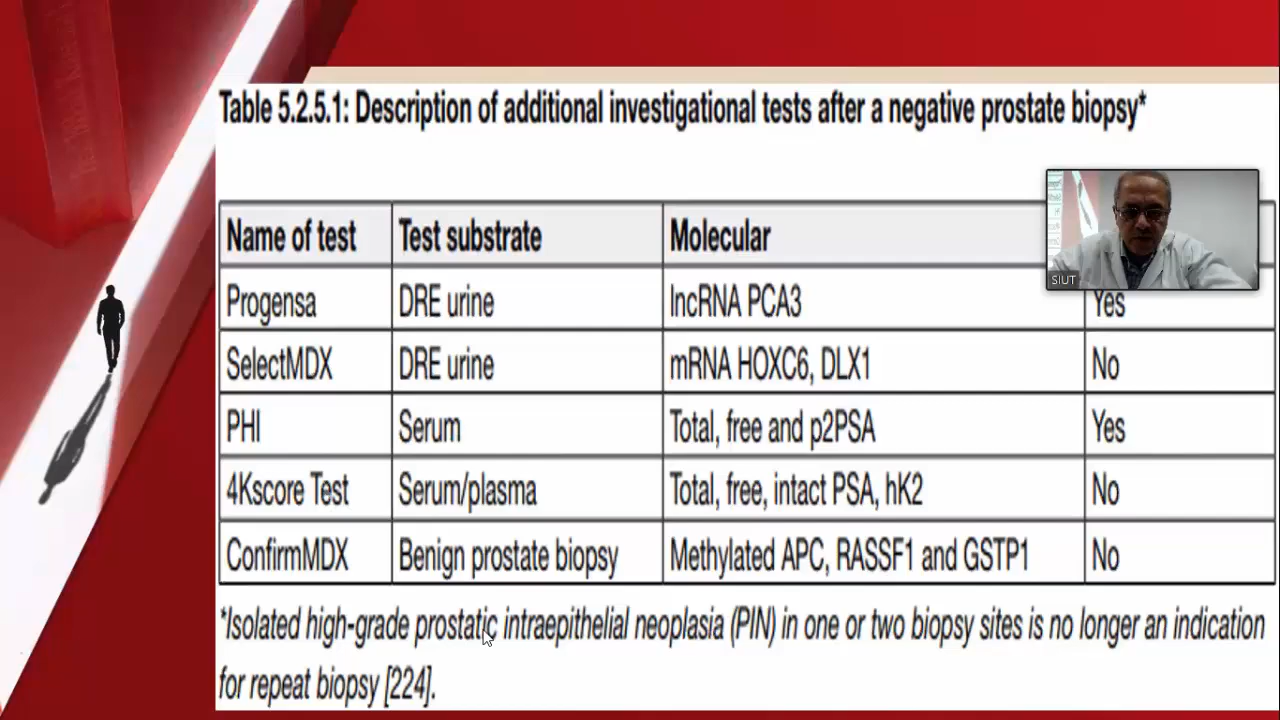 Table 5.2.5.1: Description of additional investigational tests after a negative prostate biopsy*
Name of test Test substrate Molecular
SIUT
Progensa DRE urine lncRNA PCA3 Yes
SelectMDX DRE urine mRNA HOXC6, DLX1 No
PHI Serum Total, free and p2PSA Yes
4Kscore Test Serum/plasma Total, free, intact PSA, hK2 No
ConfirmMDX Benign prostate biopsy Methylated APC, RASSF1 and GSTP1 No
*Isolated high-grade prostatic intraepithelial neoplasia (PIN) in one or two biopsy sites is no longer an indication
for repeat biopsy [224].